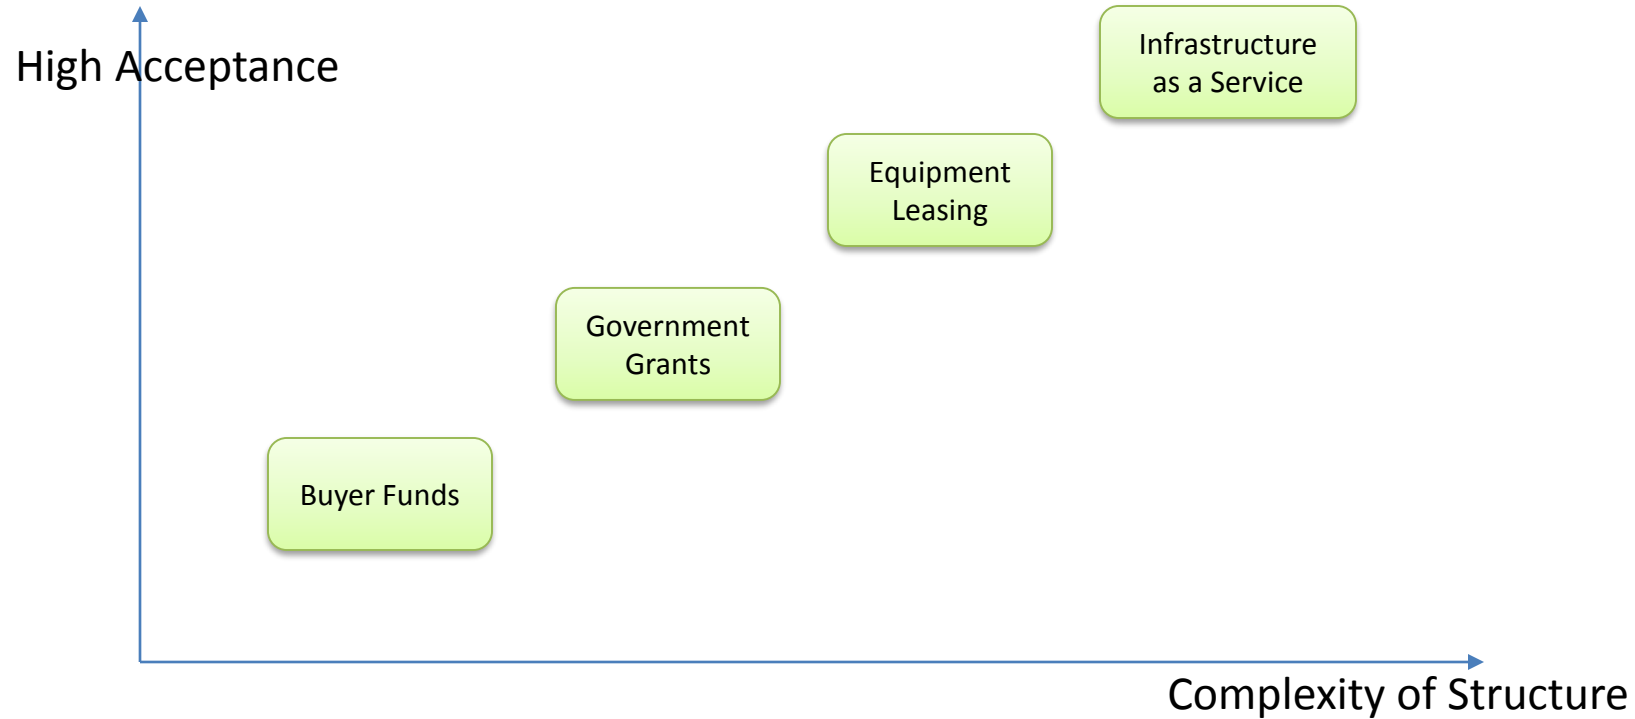 High Acceptance
Infrastructure
as a Service
Equipment
Leasing
Government
Grants
Buyer Funds
Complexity of Structure